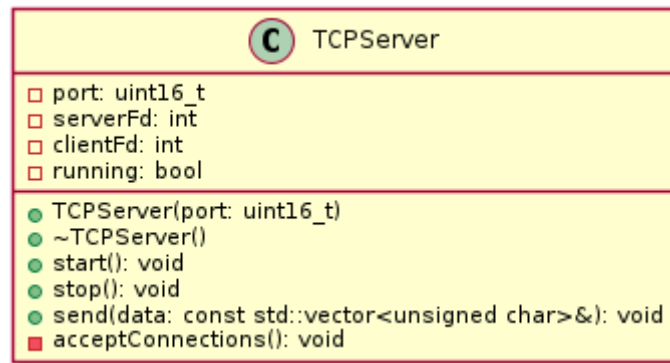 C TCPServer
port: uint16_t
serverFd: int
clientFd: int
running: bool
TCPServer(port: uint16_t)
~TCPServer()
start(): void
stop(): void
send(data: const std::vector<unsigned char>&): void
acceptConnections(): void